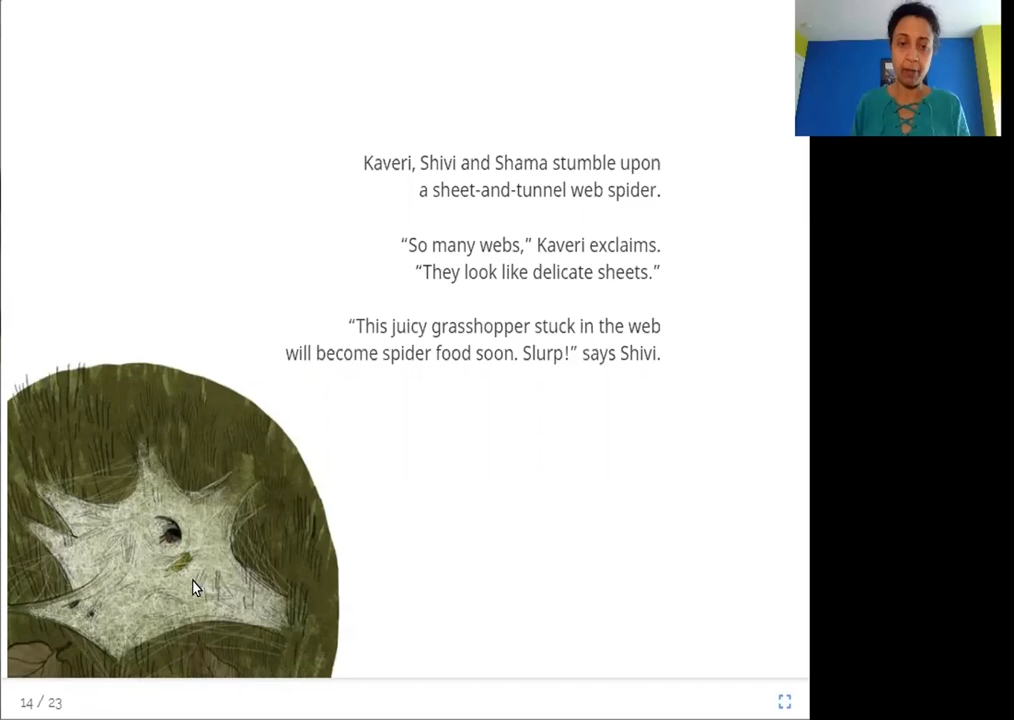 Kaveri, Shivi and Shama stumble upon
a sheet-and-tunnel web spider.
“So many webs,” Kaveri exclaims.
“They look like delicate sheets.”
“This juicy grasshopper stuck in the web
will become spider food soon. Slurp!” says Shivi.
14 / 23